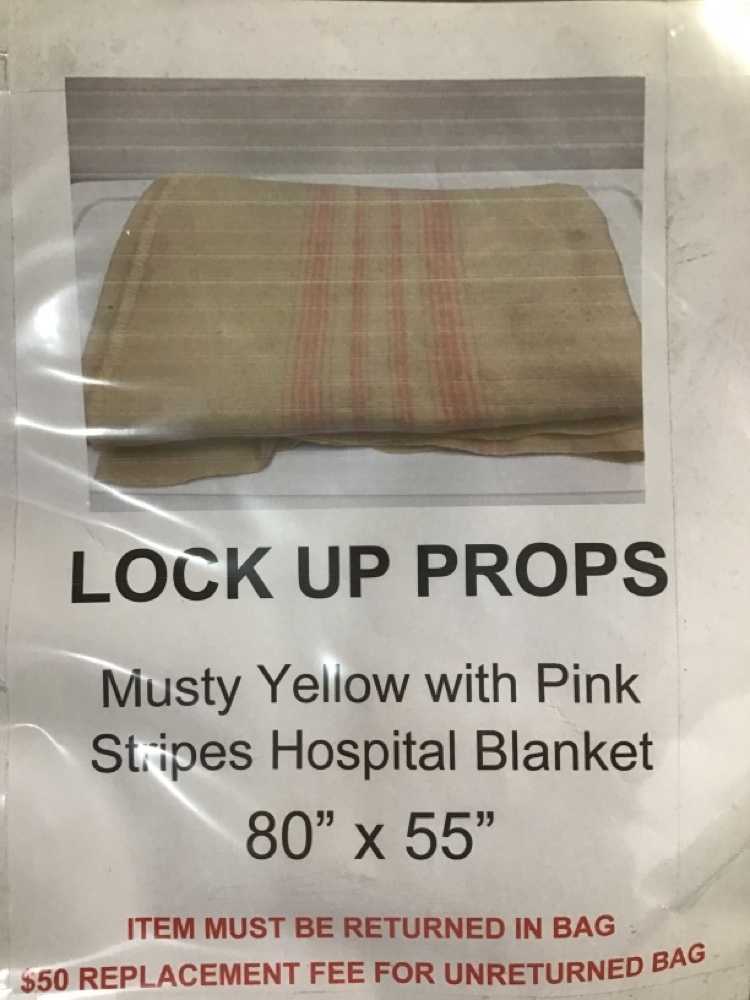 LOCK UP PROPS
Musty Yellow with Pink
Stripes Hospital Blanket
80” x 55”
ITEM MUST BE RETURNED IN BAG
$50 REPLACEMENT FEE FOR UNRETURNED BAG